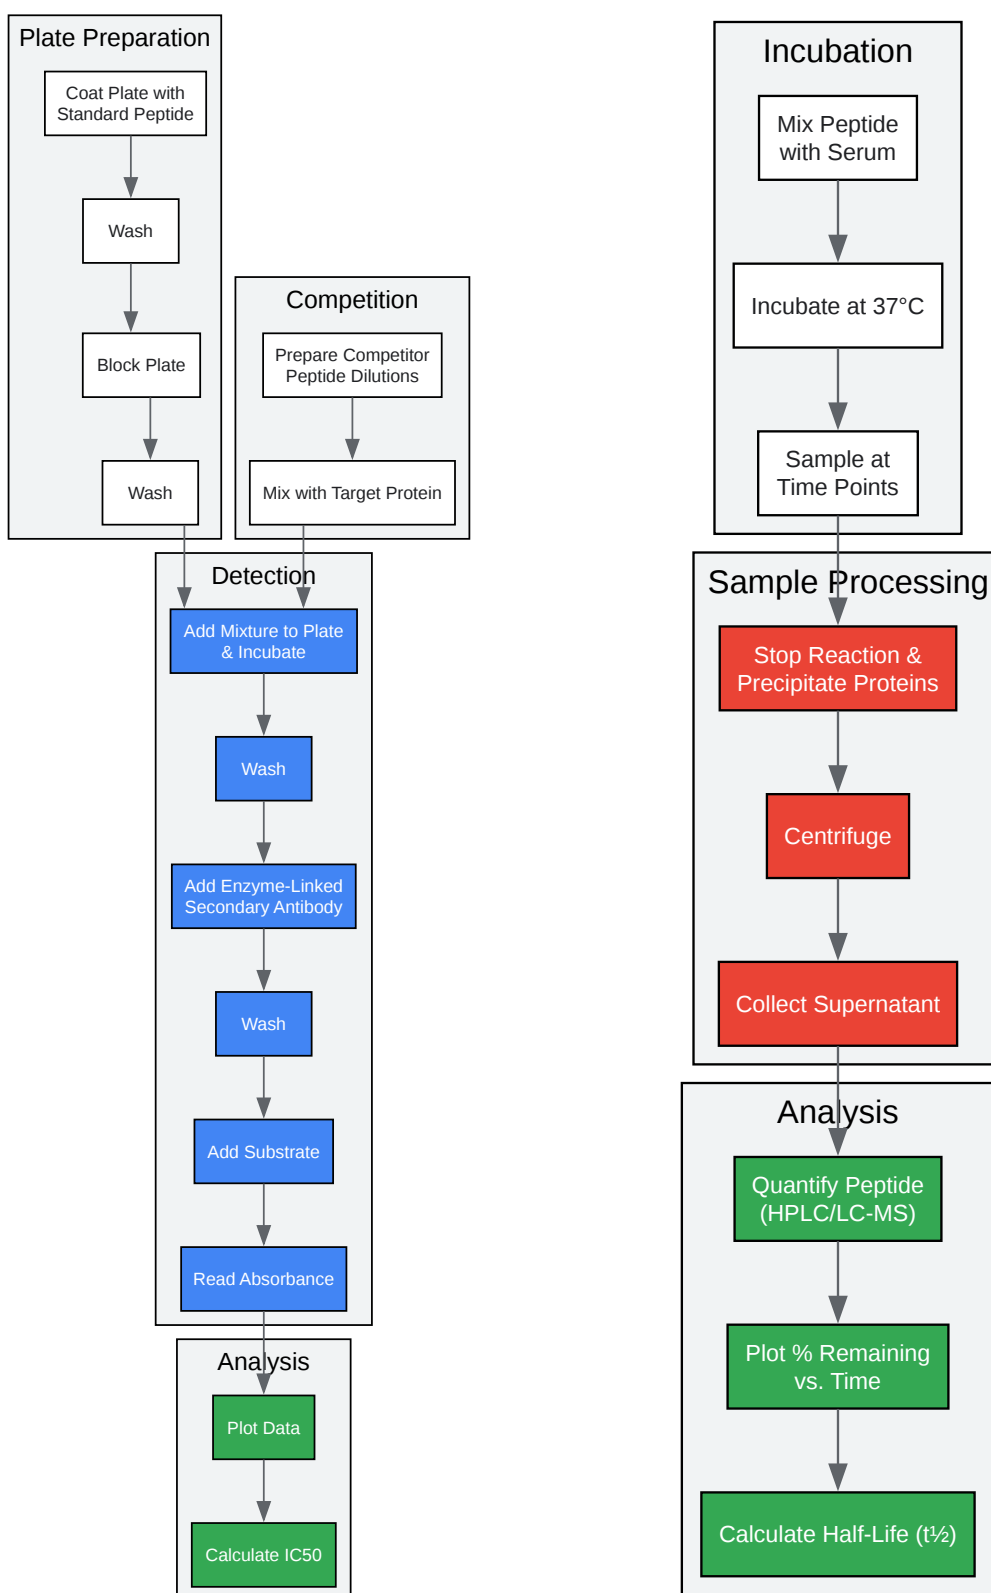 Plate Preparation
Coat Plate with
Standard Peptide
Wash
Block Plate
Wash
Competition
Prepare Competitor
Peptide Dilutions
Mix with Target Protein
Detection
Add Mixture to Plate
& Incubate
Wash
Add Enzyme-Linked
Secondary Antibody
Wash
Add Substrate
Read Absorbance
Analysis
Plot Data
Calculate IC50
Incubation
Mix Peptide
with Serum
Incubate at 37°C
Sample at
Time Points
Sample Processing
Stop Reaction &
Precipitate Proteins
Centrifuge
Collect Supernatant
Analysis
Quantify Peptide
(HPLC/LC-MS)
Plot % Remaining
vs. Time
Calculate Half-Life (t½)